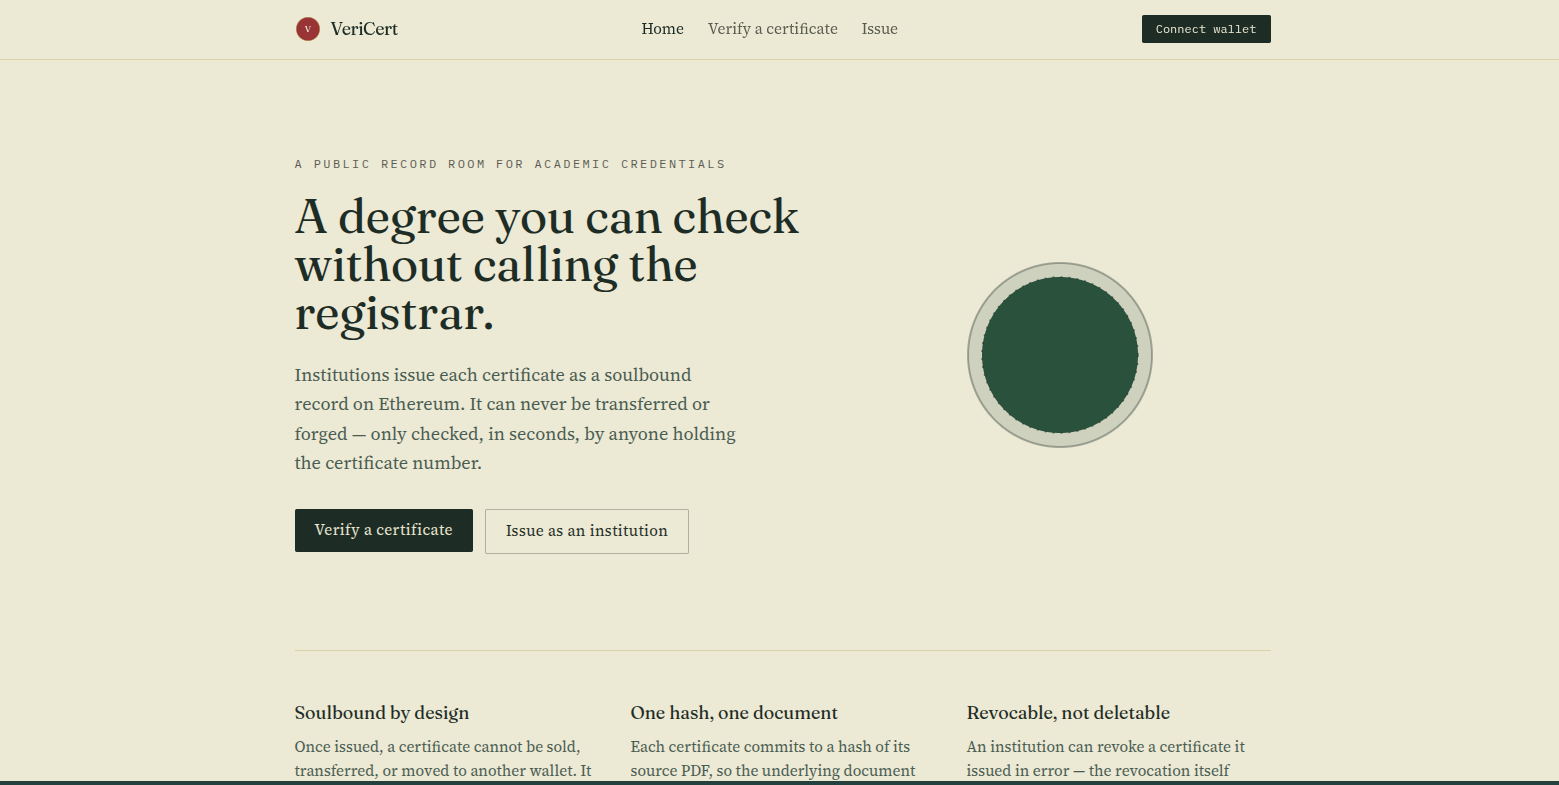 V VeriCert Home Verify a certificate Issue Connect wallet
A PUBLIC RECORD ROOM FOR ACADEMIC CREDENTIALS
A degree you can check
without calling the
registrar.
Institutions issue each certificate as a soulbound
record on Ethereum. It can never be transferred or
forged — only checked, in seconds, by anyone holding
the certificate number.
Verify a certificate Issue as an institution
Soulbound by design
Once issued, a certificate cannot be sold,
transferred, or moved to another wallet. It
One hash, one document
Each certificate commits to a hash of its
source PDF, so the underlying document
Revocable, not deletable
An institution can revoke a certificate it
issued in error — the revocation itself